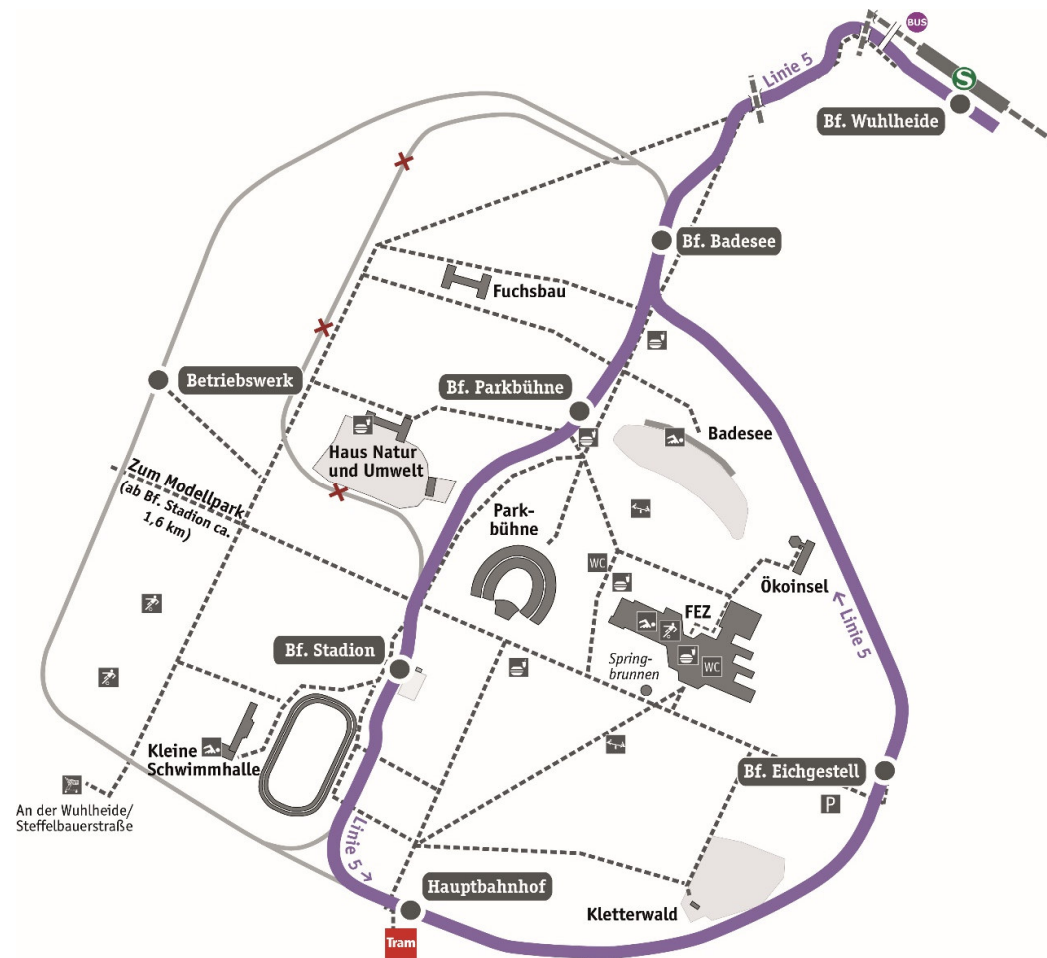 BUS
S
Linie 5
Bf. Wuhlheide
Bf. Badesee
Fuchsbau
Betriebswerk
Bf. Parkbühne
Badesee
Haus Natur
und Umwelt
Zum Modellpark
(ab Bf. Stadion ca.
1,6 km)
Park-
bühne
WC
Ökoinsel
FEZ
← Linie 5
Bf. Stadion
Spring-
brunnen
WC
Kleine
Schwimmhalle
Bf. Eichgestell
P
An der Wuhlheide/
Steffelbauerstraße
Linie 5 →
Hauptbahnhof
Kletterwald
Tram